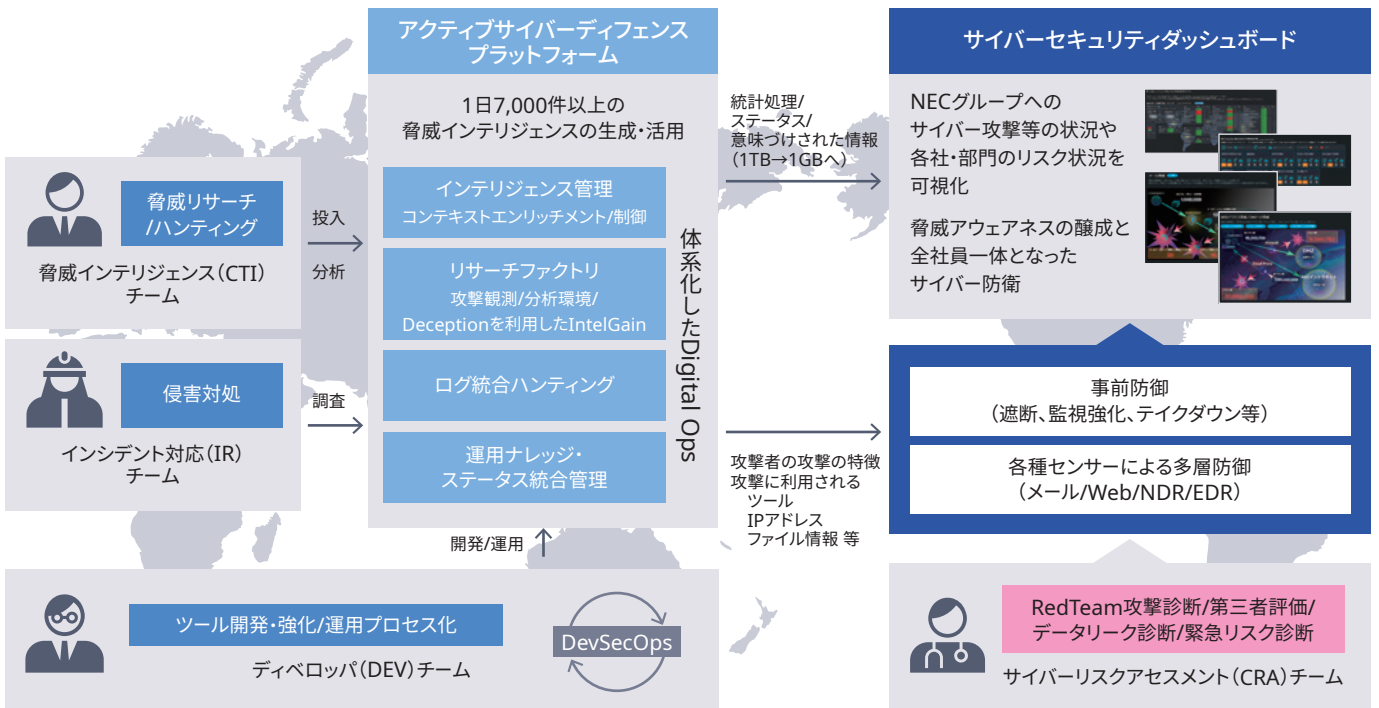 アクティブサイバーディフェンス
プラットフォーム
1日7,000件以上の
脅威インテリジェンスの生成・活用
インテリジェンス管理
コンテキストエンリッチメント/制御
リサーチファクトリ
攻撃観測/分析環境/
Deceptionを利用したIntelGain
ログ統合ハンティング
運用ナレッジ・
ステータス統合管理
体系化したDigital Ops
脅威リサーチ
/ハンティング
脅威インテリジェンス(CTI)
チーム
投入
分析
侵害対処
インシデント対応(IR)
チーム
調査
開発/運用
ツール開発・強化/運用プロセス化
ディベロッパ(DEV)チーム
DevSecOps
統計処理/
ステータス/
意味づけされた情報
(1TB→1GBへ)
攻撃者の攻撃の特徴
攻撃に利用される
ツール
IPアドレス
ファイル情報 等
サイバーセキュリティダッシュボード
NECグループへの
サイバー攻撃等の状況や
各社・部門のリスク状況を
可視化
脅威アウェアネスの醸成と
全社員一体となった
サイバー防衛
事前防御
(遮断、監視強化、テイクダウン等)
各種センサーによる多層防御
(メール/Web/NDR/EDR)
RedTeam攻撃診断/第三者評価/
データリーク診断/緊急リスク診断
サイバーリスクアセスメント(CRA)チーム